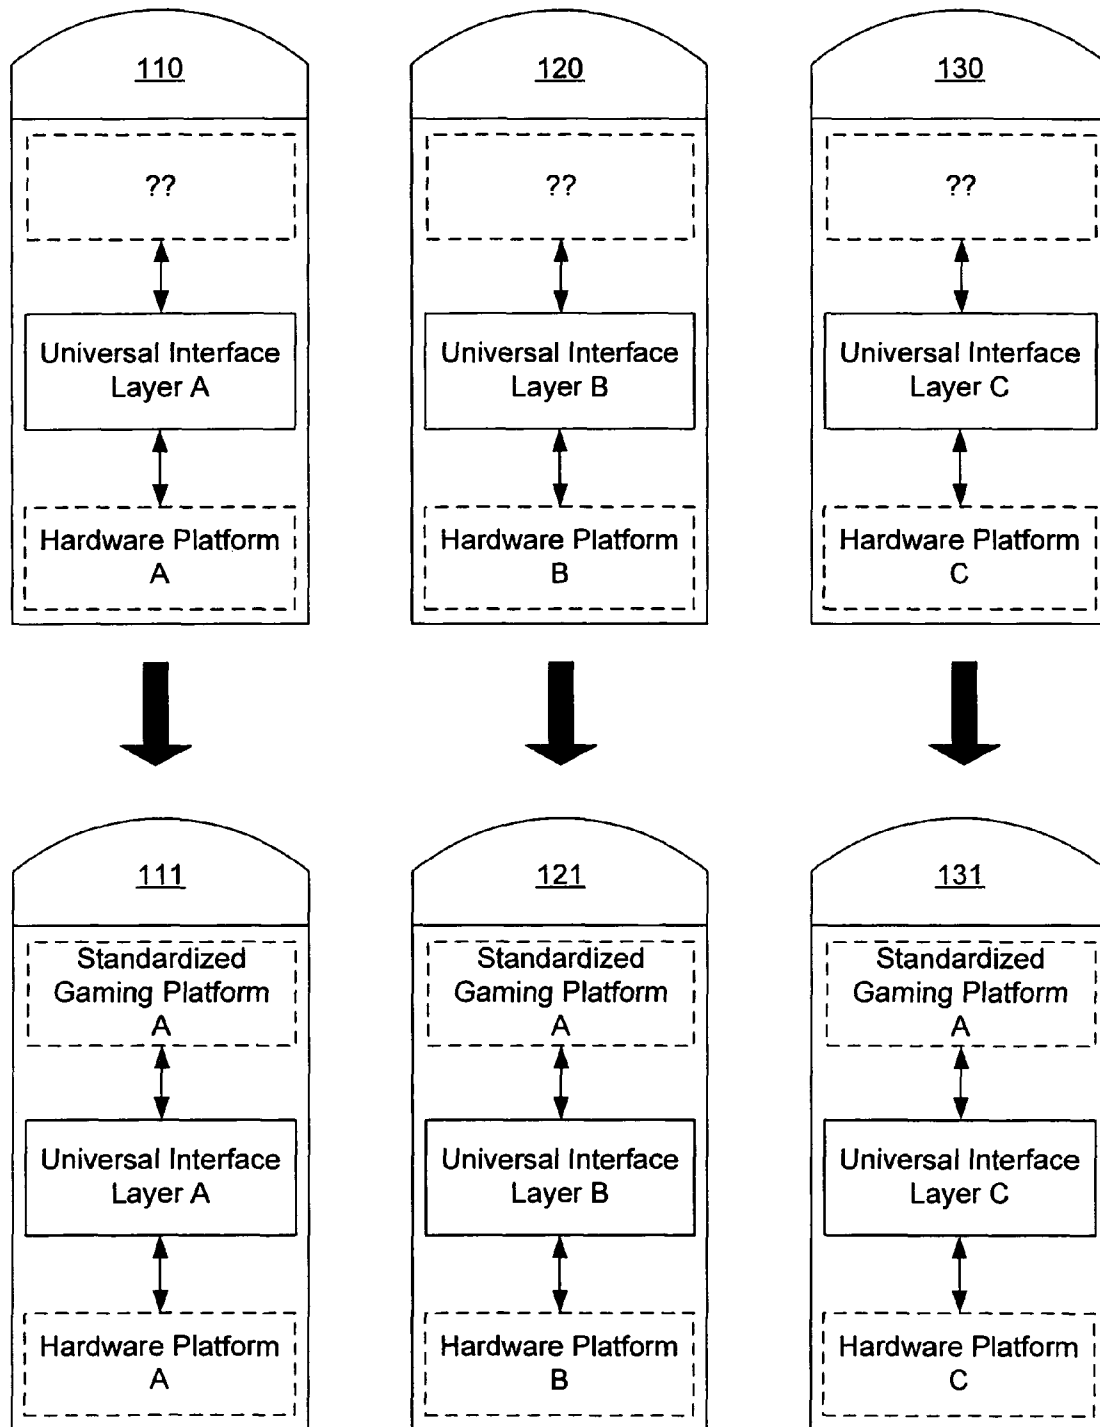 110
120
130
??
??
??
Universal Interface
Layer A
Universal Interface
Layer B
Universal Interface
Layer C
Hardware Platform
A
Hardware Platform
B
Hardware Platform
C
111
121
131
Standardized
Gaming Platform
A
Standardized
Gaming Platform
A
Standardized
Gaming Platform
A
Universal Interface
Layer A
Universal Interface
Layer B
Universal Interface
Layer C
Hardware Platform
A
Hardware Platform
B
Hardware Platform
C